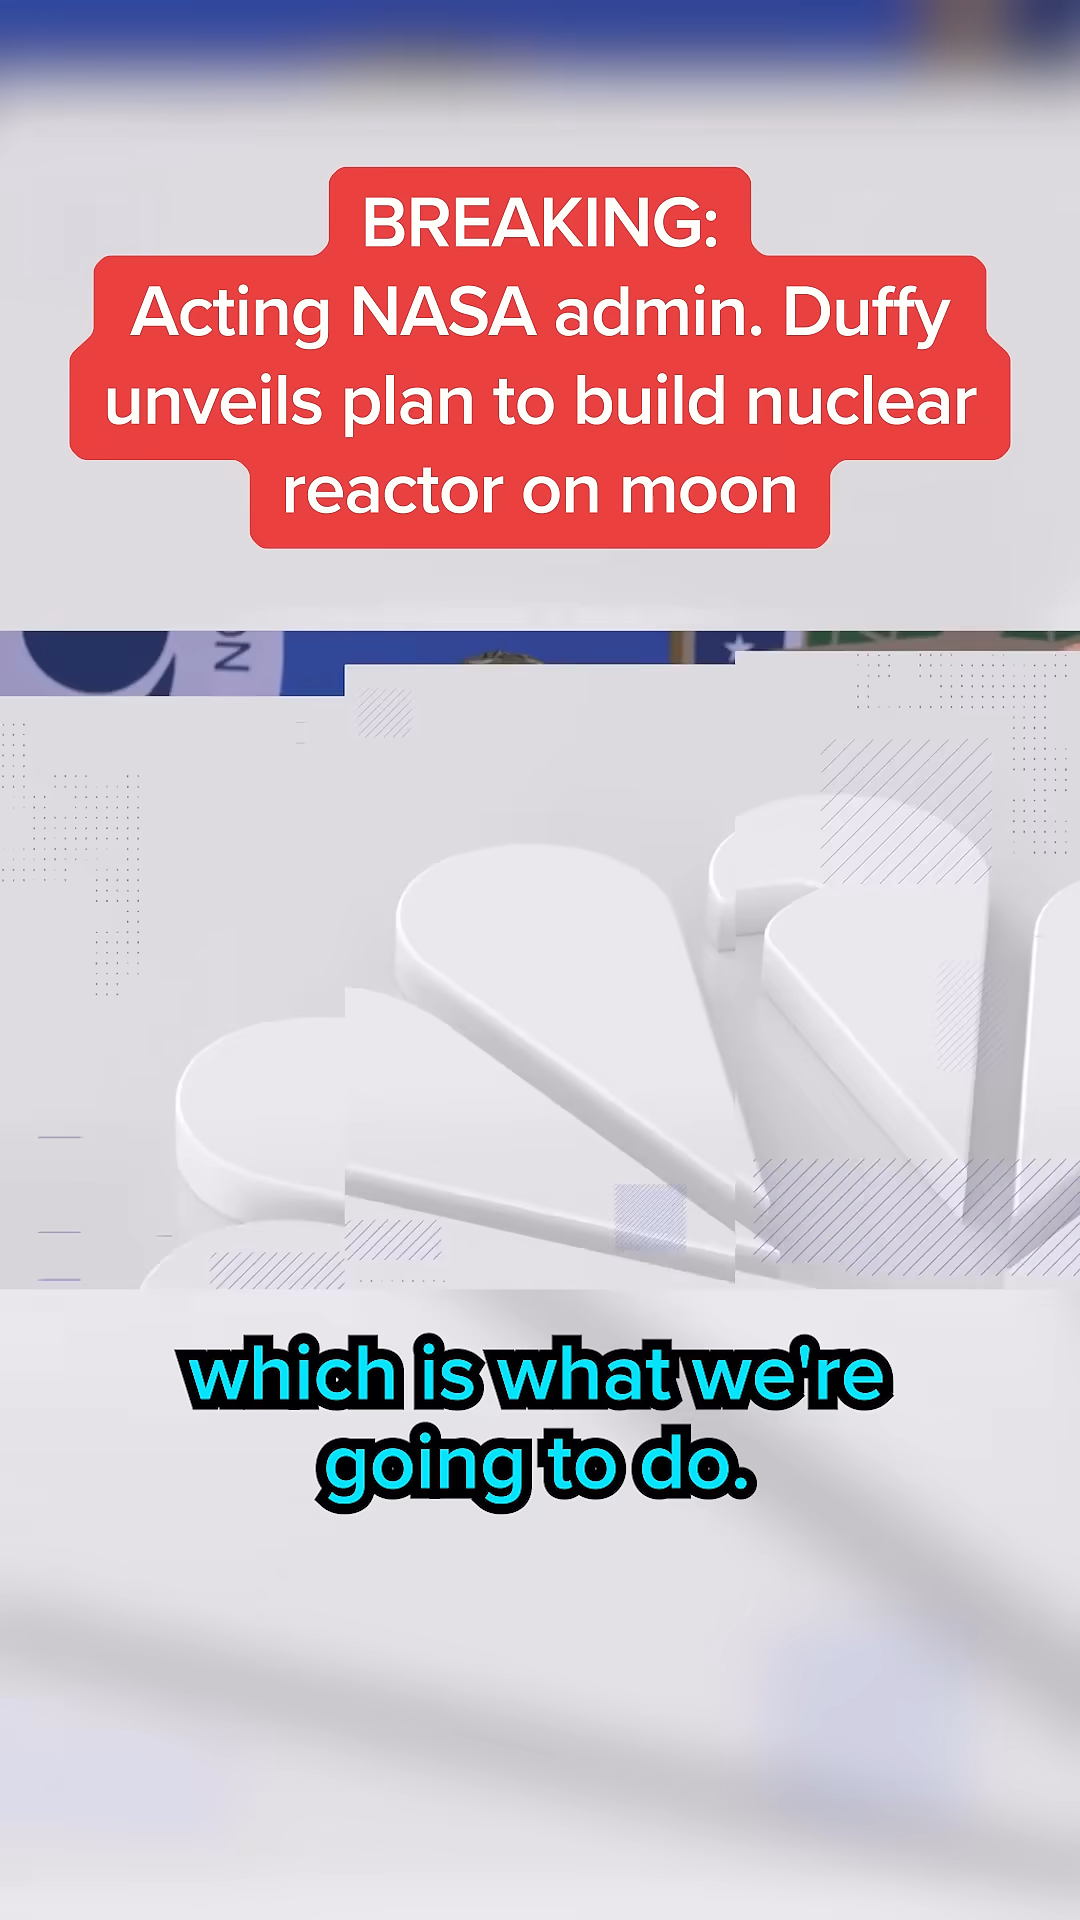 BREAKING:
Acting NASA admin. Duffy
unveils plan to build nuclear
reactor on moon
which is what we're
going to do.